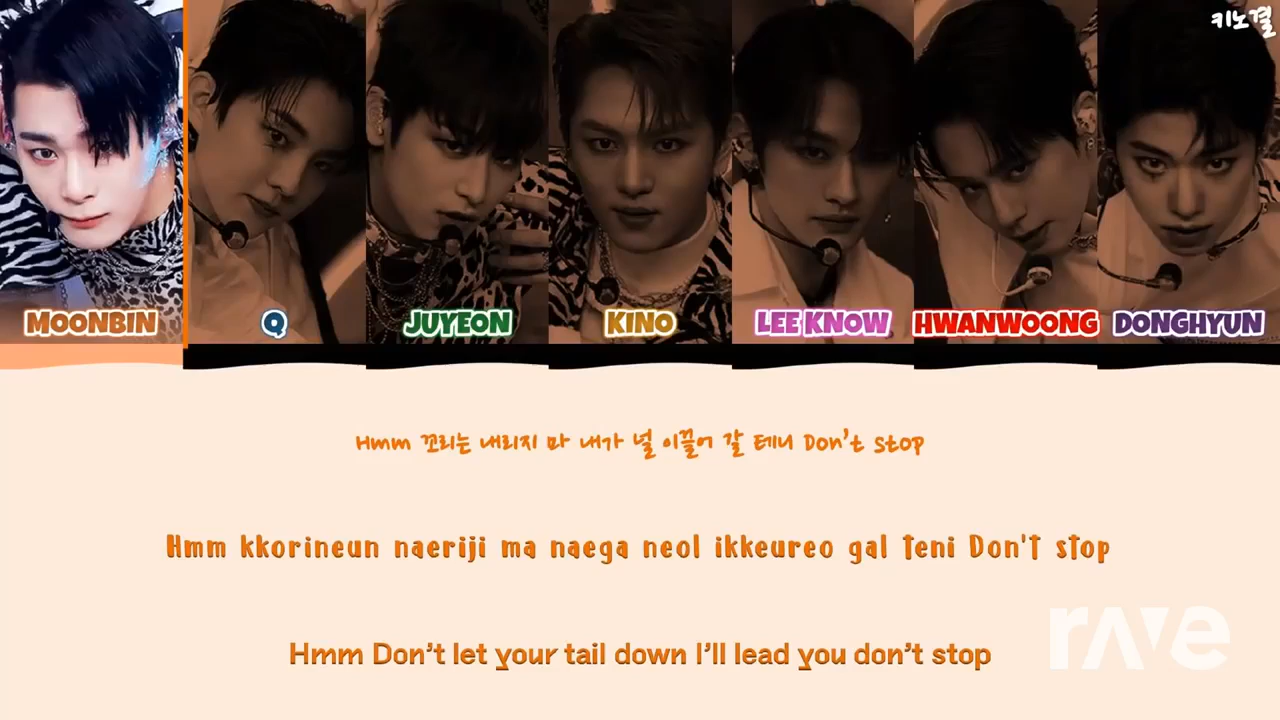 키노결
MOONBIN Q JUYEON KINO LEE KNOW HWANWOONG DONGHYUN
Hmm 꼬리는 내리지 마 내가 널 이끌어 갈 테니 Don't stop
Hmm kkorineun naeriji ma naega neol ikkeureo gal teni Don't stop
Hmm Don't let your tail down I'll lead you don't stop
rave